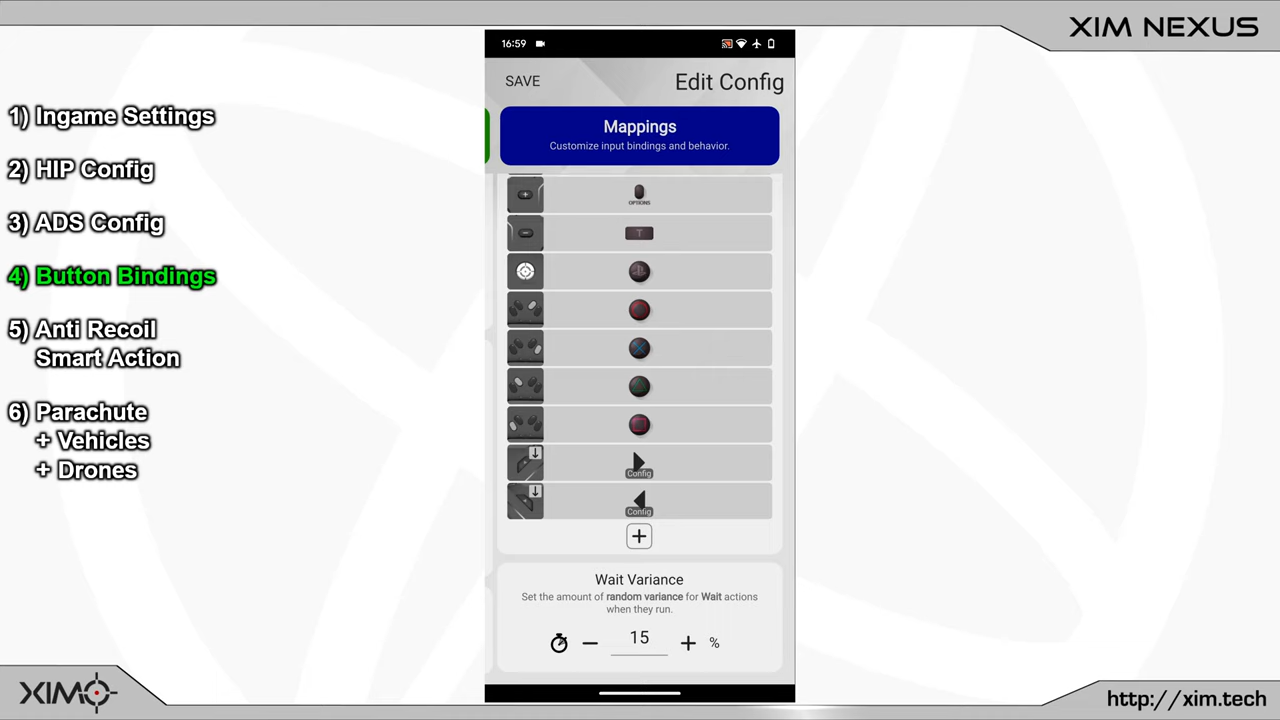 XIM NEXUS
1) Ingame Settings
2) HIP Config
3) ADS Config
4) Button Bindings
5) Anti Recoil
Smart Action
6) Parachute
+ Vehicles
+ Drones
16:59
SAVE
Edit Config
Mappings
Customize input bindings and behavior.
OPTIONS
T
Config
Config
Wait Variance
Set the amount of random variance for Wait actions
when they run.
15
%
XIM
http://xim.tech